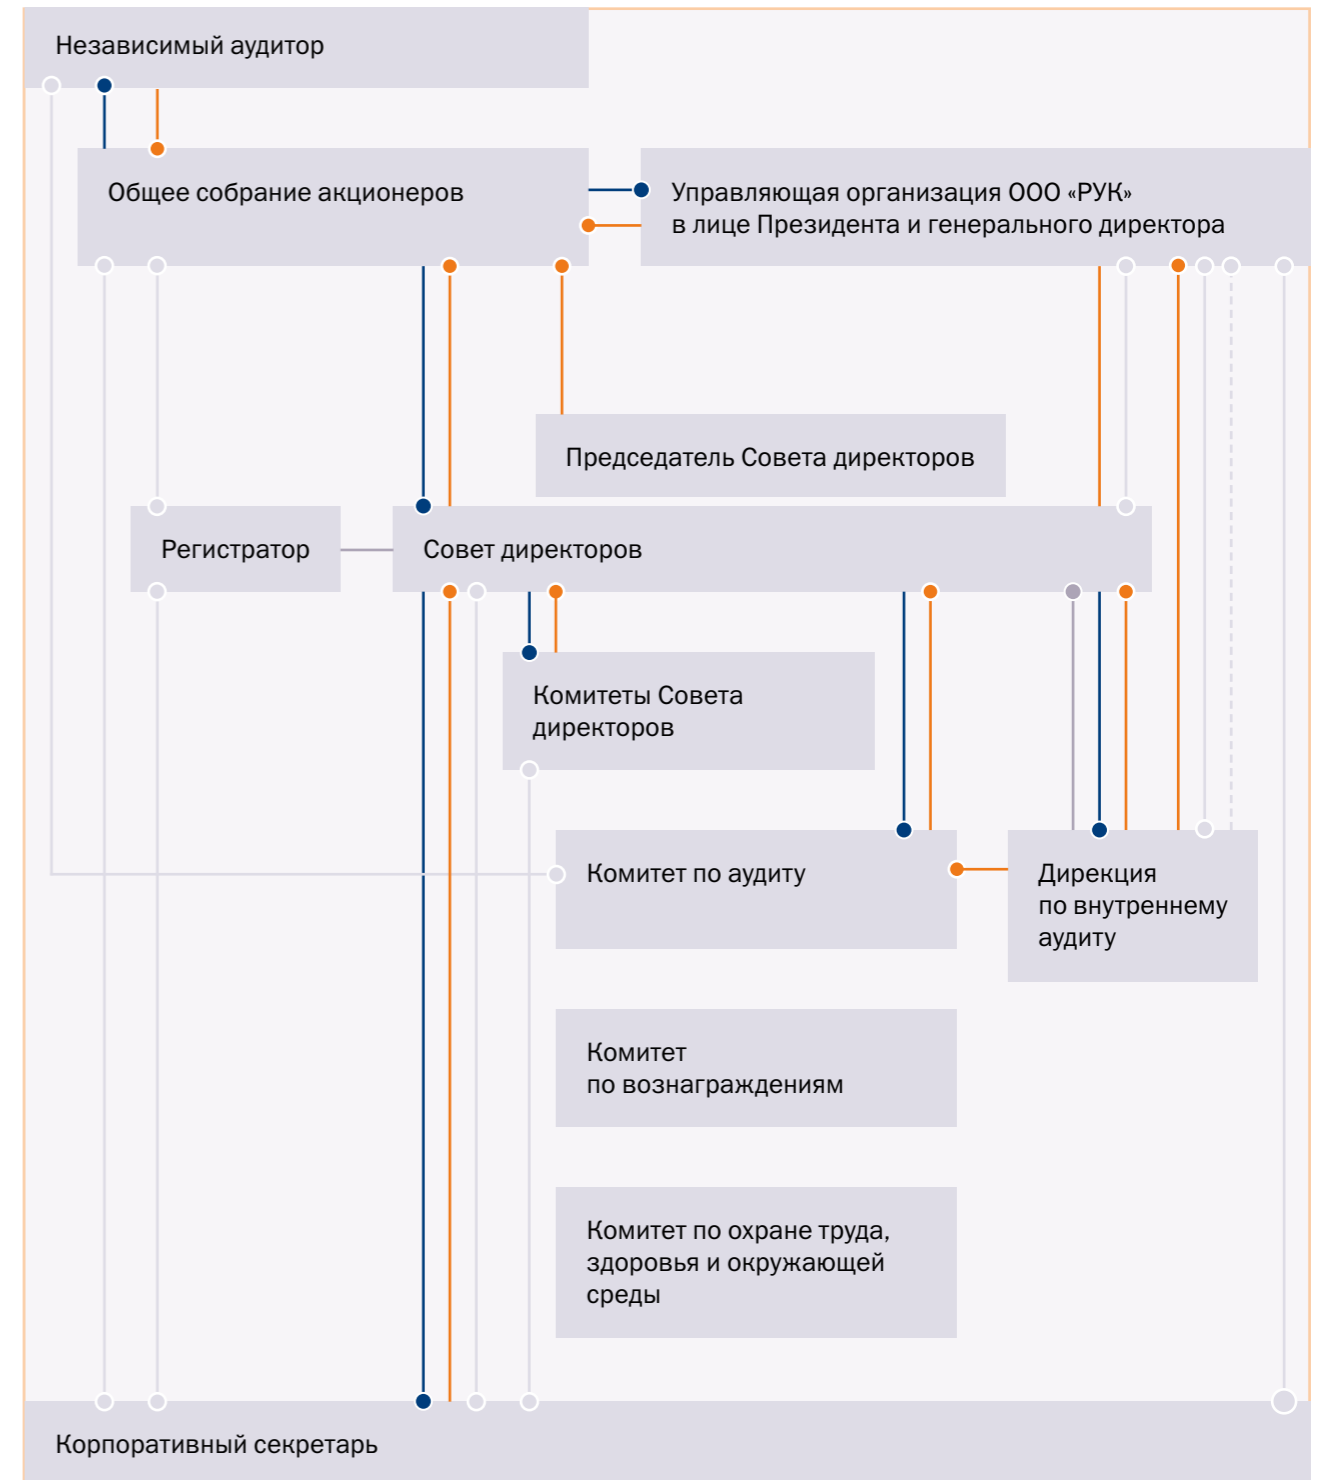 Независимый аудитор
Общее собрание акционеров
Управляющая организация ООО «РУК»
в лице Президента и генерального директора
Председатель Совета директоров
Регистратор
Совет директоров
Комитеты Совета
директоров
Комитет по аудиту
Дирекция
по внутреннему
аудиту
Комитет
по вознаграждениям
Комитет по охране труда,
здоровья и окружающей
среды
Корпоративный секретарь